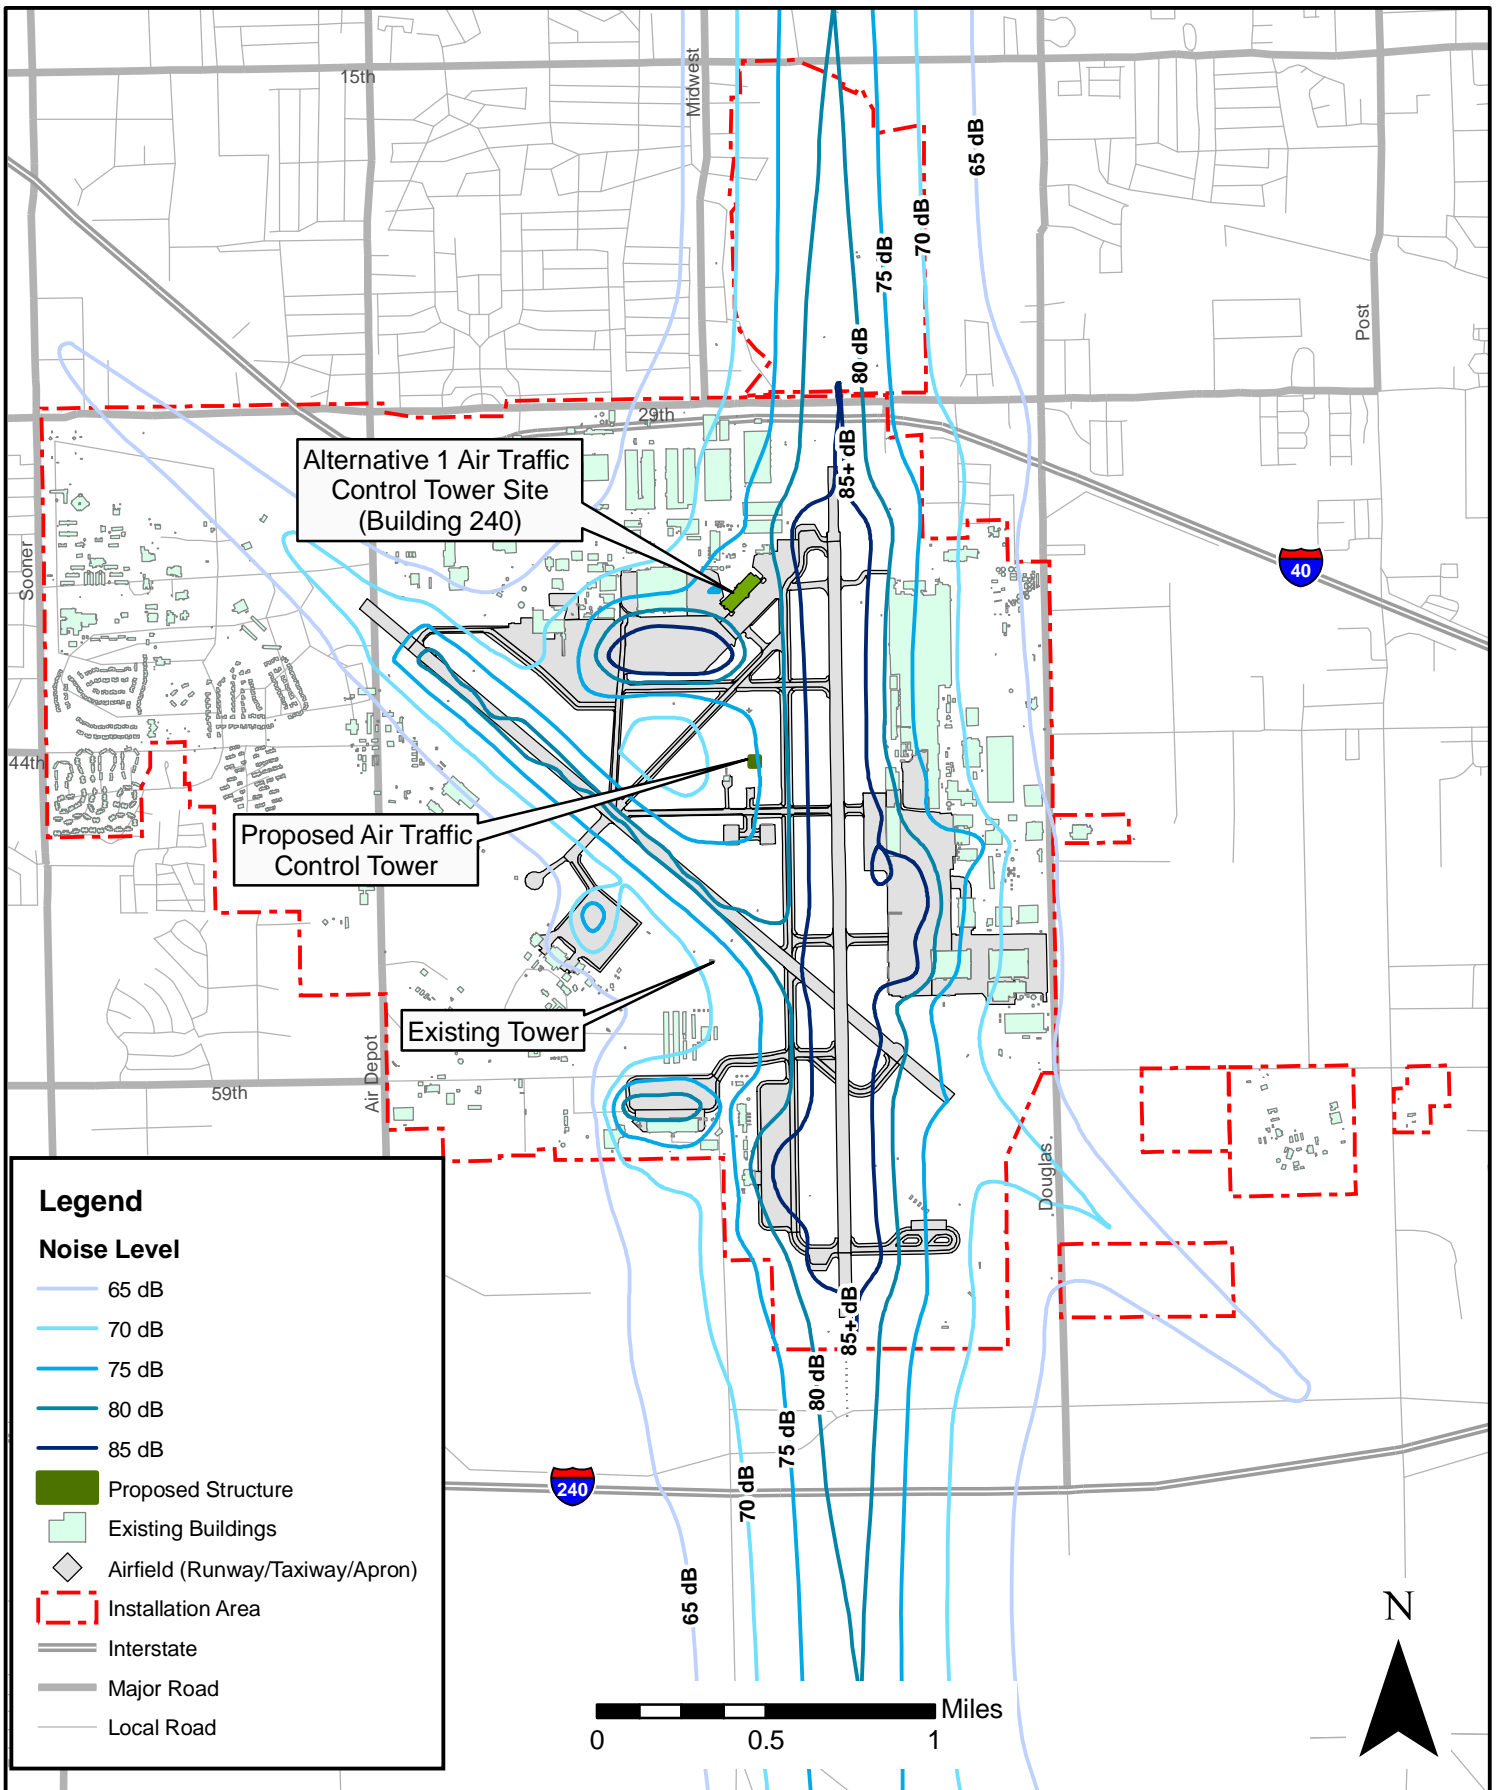 15th
Midwest
65 dB
70 dB
75 dB
Post
80 dB
29th
85+ dB
Alternative 1 Air Traffic
Control Tower Site
(Building 240)
Sooner
40
44th
Proposed Air Traffic
Control Tower
Existing Tower
Air Depot
59th
Douglas
85+ dB
80 dB
75 dB
70 dB
240
65 dB
Legend
Noise Level
65 dB
70 dB
75 dB
80 dB
85 dB
Proposed Structure
Existing Buildings
Airfield (Runway/Taxiway/Apron)
Installation Area
Interstate
Major Road
Local Road
N
Miles
0 0.5 1